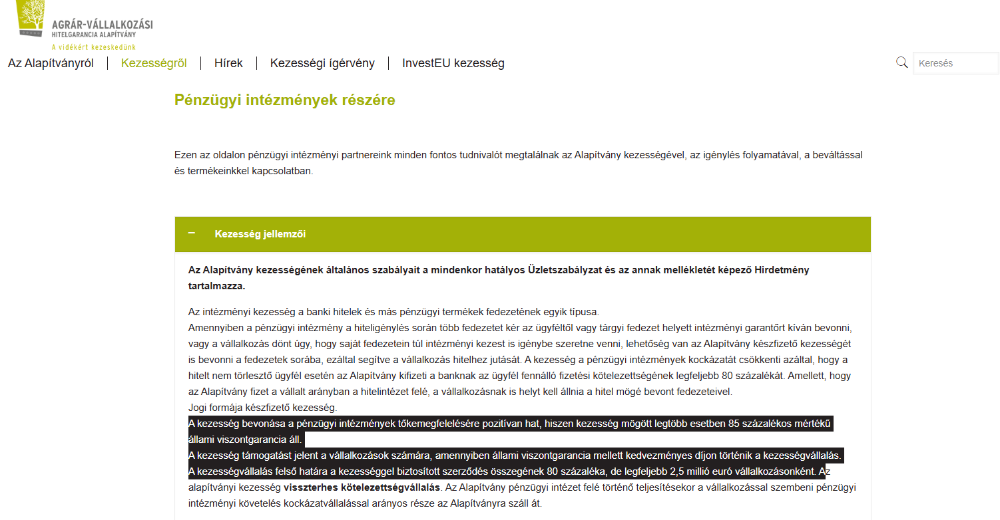 AGRÁR-VÁLLALKOZÁSI
HITELGARANCIA ALAPÍTVÁNY
A vidékért kezeskedünk
Az Alapítványról
Kezességről
Hírek
Kezességi ígérvény
InvestEU kezesség
Keresés
Pénzügyi intézmények részére
Ezen az oldalon pénzügyi intézményi partnereink minden fontos tudnivalót megtalálnak az Alapítvány kezességével, az igénylés folyamatával, a beváltással
és termékeinkkel kapcsolatban.
– Kezesség jellemzői
Az Alapítvány kezességének általános szabályait a mindenkor hatályos Üzletszabályzat és az annak mellékletét képező Hirdetmény
tartalmazza.
Az intézményi kezesség a banki hitelek és más pénzügyi termékek fedezetének egyik típusa.
Amennyiben a pénzügyi intézmény a hiteligénylés során több fedezetet kér az ügyféltől vagy tárgyi fedezet helyett intézményi garantőrt kíván bevonni,
vagy a vállalkozás dönt úgy, hogy saját fedezetein túl intézményi kezest is igénybe szeretne venni, lehetőség van az Alapítvány készfizető kezességét
is bevonni a fedezetek sorába, ezáltal segítve a vállalkozás hitelhez jutását. A kezesség a pénzügyi intézmények kockázatát csökkenti azáltal, hogy a
hitelt nem törlesztő ügyfél esetén az Alapítvány kifizeti a banknak az ügyfél fennálló fizetési kötelezettségének legfeljebb 80 százalékát. Amellett, hogy
az Alapítvány fizet a vállalt arányban a hitelintézet felé, a vállalkozásnak is helyt kell állnia a hitel mögé bevont fedezeteivel.
Jogi formája készfizető kezesség.
A kezesség bevonása a pénzügyi intézmények tőkemegfelelésére pozitívan hat, hiszen kezesség mögött legtöbb esetben 85 százalékos mértékű
állami viszontgarancia áll.
A kezesség támogatást jelent a vállalkozások számára, amennyiben állami viszontgarancia mellett kedvezményes díjon történik a kezességvállalás.
A kezességvállalás felső határa a kezességgel biztosított szerződés összegének 80 százaléka, de legfeljebb 2,5 millió euró vállalkozásonként. Az
alapítványi kezesség visszterhes kötelezettségvállalás. Az Alapítvány pénzügyi intézet felé történő teljesítésekor a vállalkozással szembeni pénzügyi
intézményi követelés kockázatvállalással arányos része az Alapítványra száll át.